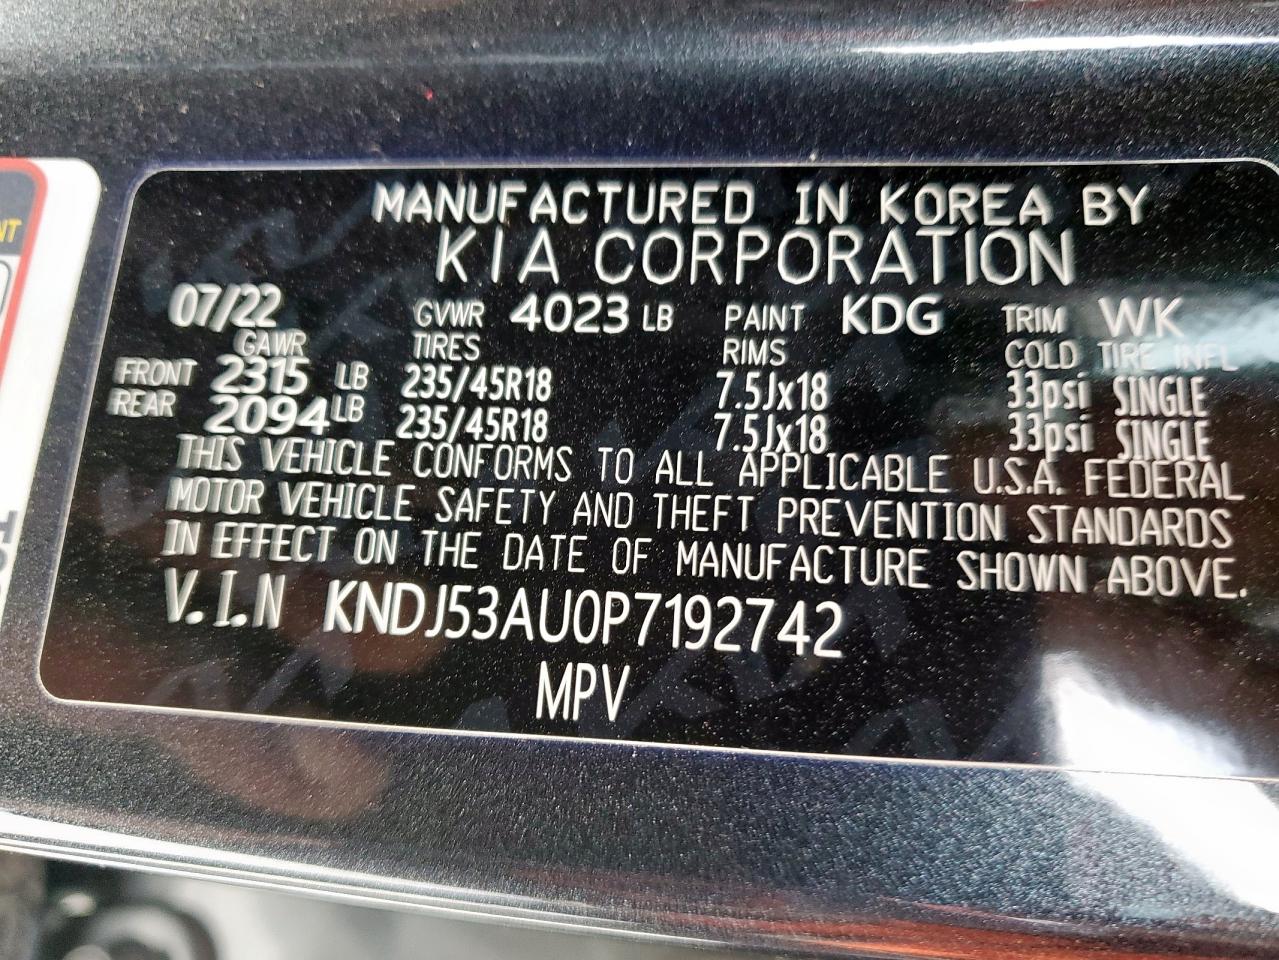 MANUFACTURED IN KOREA BY
KIA CORPORATION
07/22 GVWR 4023 LB PAINT KDG TRIM WK
GAWR TIRES RIMS COLD TIRE INFL
FRONT 2315 LB 235/45R18 7.5Jx18 33psi SINGLE
REAR 2094 LB 235/45R18 7.5Jx18 33psi SINGLE
THIS VEHICLE CONFORMS TO ALL APPLICABLE U.S.A. FEDERAL
MOTOR VEHICLE SAFETY AND THEFT PREVENTION STANDARDS
IN EFFECT ON THE DATE OF MANUFACTURE SHOWN ABOVE.
V.I.N KNDJ53AU0P7192742
MPV